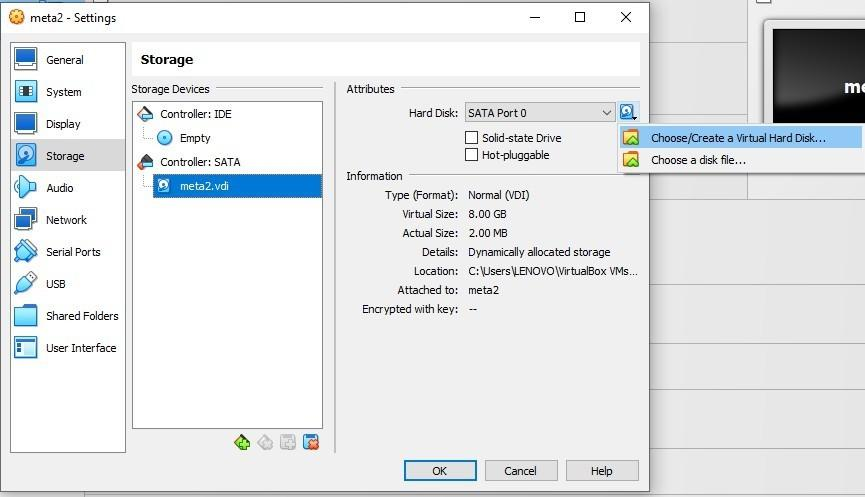 meta2 - Settings
General
System
Display
Storage
Audio
Network
Serial Ports
USB
Shared Folders
User Interface
Storage
Storage Devices
Controller: IDE
Empty
Controller: SATA
meta2.vdi
Attributes
Hard Disk: SATA Port 0
Solid-state Drive
Hot-pluggable
Choose/Create a Virtual Hard Disk...
Choose a disk file...
Information
Type (Format): Normal (VDI)
Virtual Size: 8.00 GB
Actual Size: 2.00 MB
Details: Dynamically allocated storage
Location: C:\Users\LENOVO\VirtualBox VMs...
Attached to: meta2
Encrypted with key: --
OK
Cancel
Help
me